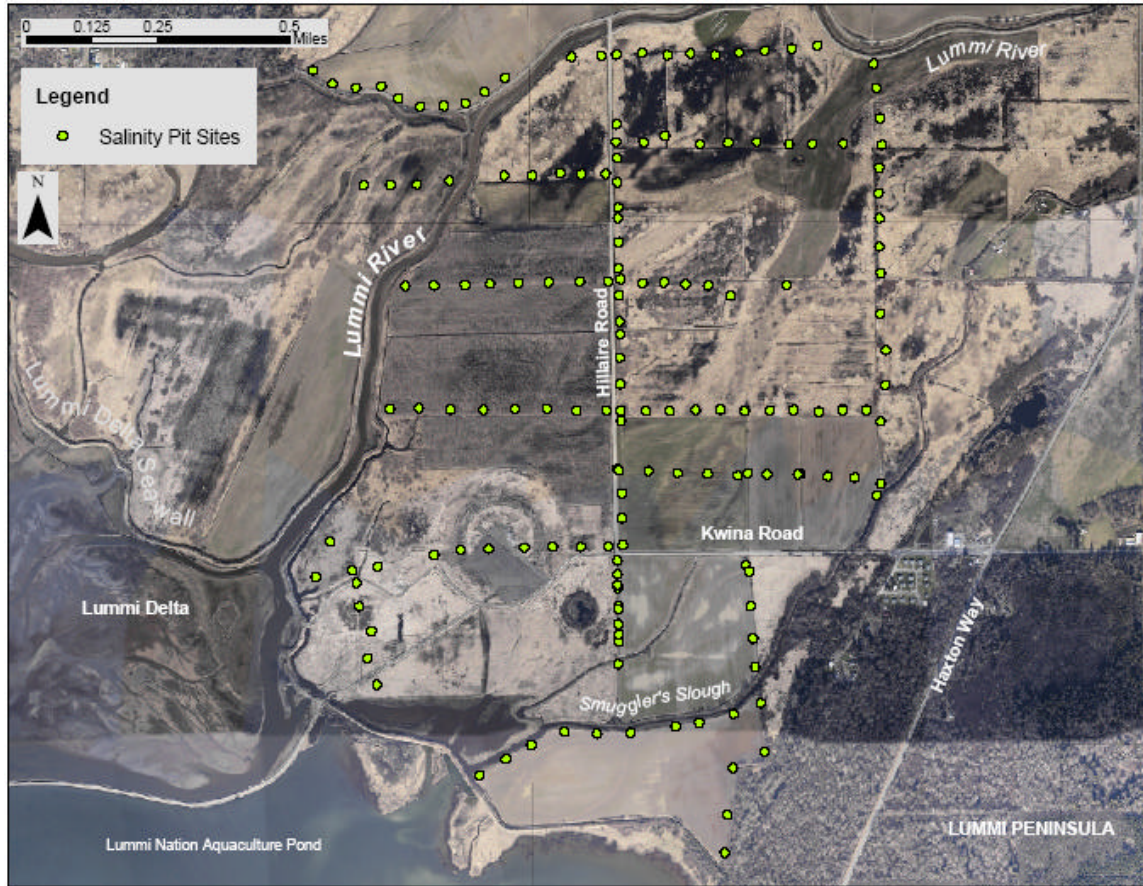 0 0.125 0.25 0.5
Miles
Legend
Salinity Pit Sites
N
Lummi River
Lummi River
Hillaire Road
Lummi Delta Seawall
Kwina Road
Lummi Delta
Haxton Way
Smuggler's Slough
LUMMI PENINSULA
Lummi Nation Aquaculture Pond